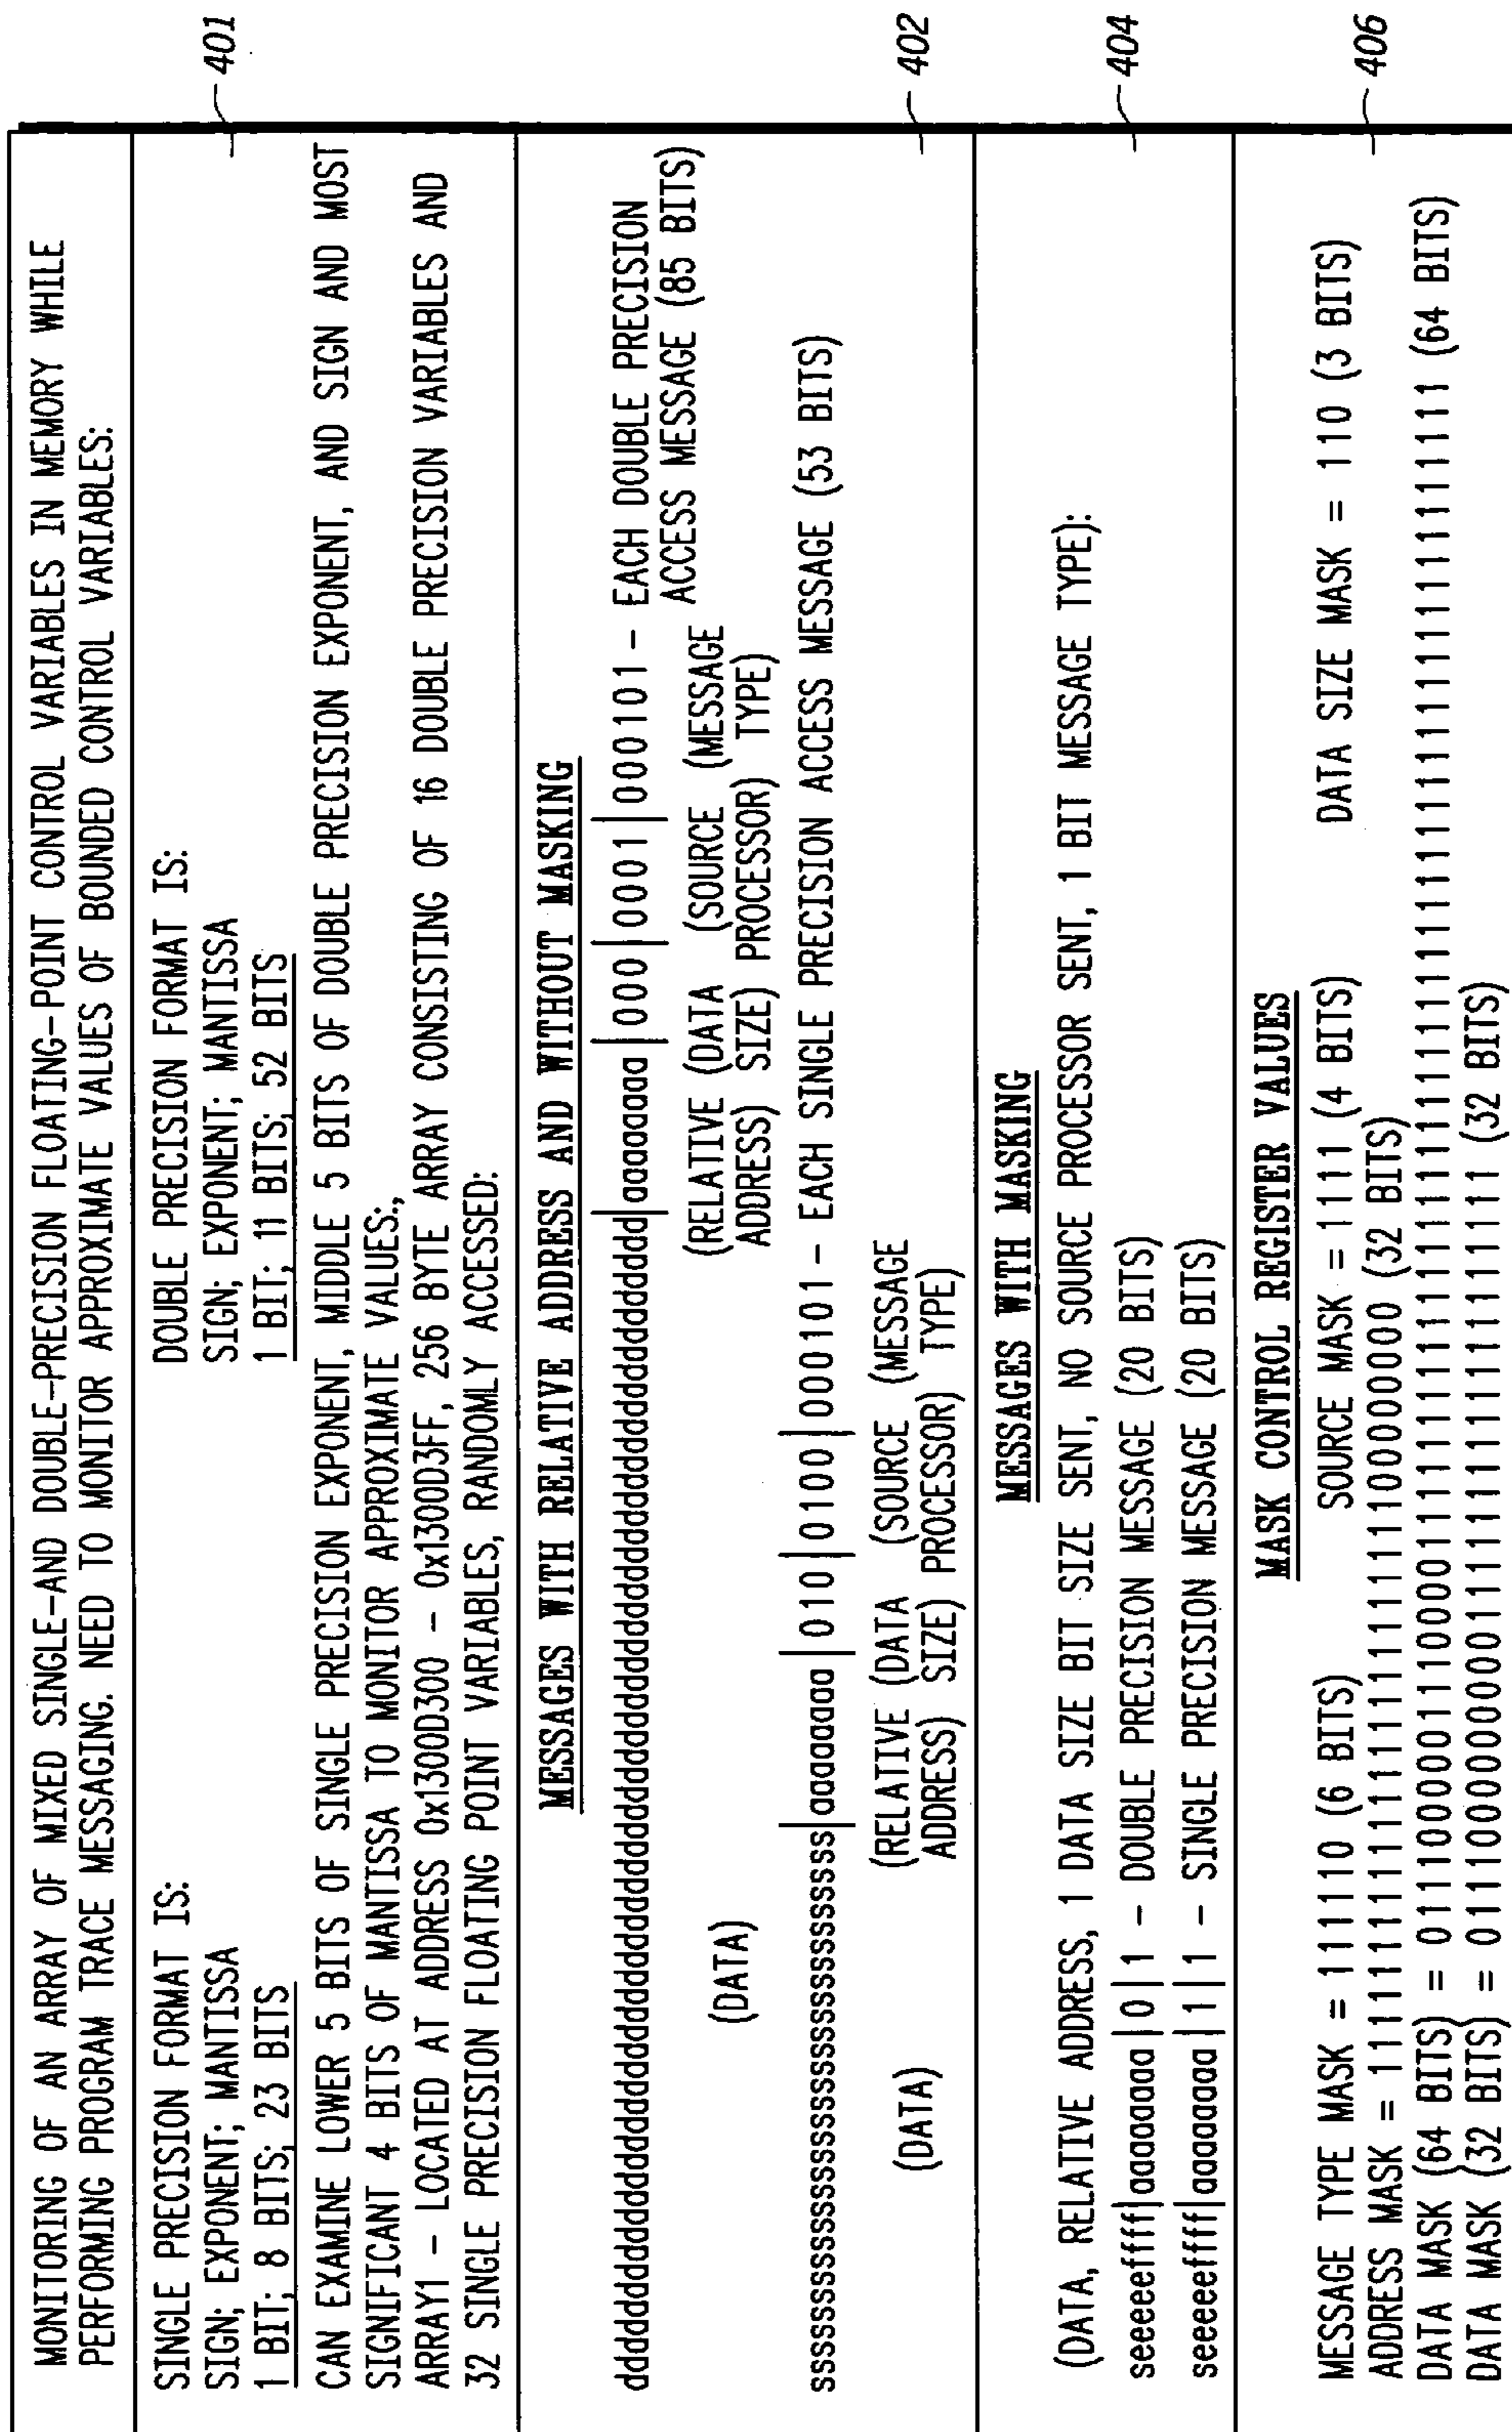 MONITORING OF AN ARRAY OF MIXED SINGLE-AND DOUBLE-PRECISION FLOATING-POINT CONTROL VARIABLES IN MEMORY WHILE
PERFORMING PROGRAM TRACE MESSAGING. NEED TO MONITOR APPROXIMATE VALUES OF BOUNDED CONTROL VARIABLES:
SINGLE PRECISION FORMAT IS: DOUBLE PRECISION FORMAT IS:
SIGN; EXPONENT; MANTISSA SIGN; EXPONENT; MANTISSA
1 BIT; 8 BITS; 23 BITS 1 BIT; 11 BITS; 52 BITS
401
CAN EXAMINE LOWER 5 BITS OF SINGLE PRECISION EXPONENT, MIDDLE 5 BITS OF DOUBLE PRECISION EXPONENT, AND SIGN AND MOST
SIGNIFICANT 4 BITS OF MANTISSA TO MONITOR APPROXIMATE VALUES:,
ARRAY1 - LOCATED AT ADDRESS 0x1300D300 - 0x1300D3FF, 256 BYTE ARRAY CONSISTING OF 16 DOUBLE PRECISION VARIABLES AND
32 SINGLE PRECISION FLOATING POINT VARIABLES, RANDOMLY ACCESSED:
MESSAGES WITH RELATIVE ADDRESS AND WITHOUT MASKING
dddddddddddddddddddddddddddddddddddddddddddddddddddddddddddddddd|aaaaaaaa|000|0001|000101 - EACH DOUBLE PRECISION
ACCESS MESSAGE (85 BITS)
(DATA) (RELATIVE (DATA (SOURCE (MESSAGE
ADDRESS) SIZE) PROCESSOR) TYPE)
ssssssssssssssssssssssssssssssss|aaaaaaaa|010|0100|000101 - EACH SINGLE PRECISION ACCESS MESSAGE (53 BITS)
(DATA) (RELATIVE (DATA (SOURCE (MESSAGE
ADDRESS) SIZE) PROCESSOR) TYPE)
402
MESSAGES WITH MASKING
(DATA, RELATIVE ADDRESS, 1 DATA SIZE BIT SIZE SENT, NO SOURCE PROCESSOR SENT, 1 BIT MESSAGE TYPE):
seeeeeffff|aaaaaaaa|0|1 - DOUBLE PRECISION MESSAGE (20 BITS)
404
seeeeeffff|aaaaaaaa|1|1 - SINGLE PRECISION MESSAGE (20 BITS)
MASK CONTROL REGISTER VALUES
MESSAGE TYPE MASK = 111110 (6 BITS) SOURCE MASK = 1111 (4 BITS) DATA SIZE MASK = 110 (3 BITS)
ADDRESS MASK = 11111111111111111111111100000000 (32 BITS)
406
DATA MASK (64 BITS) = 0111000001110000111111111111111111111111111111111111111111111111 (64 BITS)
DATA MASK (32 BITS) = 01110000000001111111111111111111 (32 BITS)